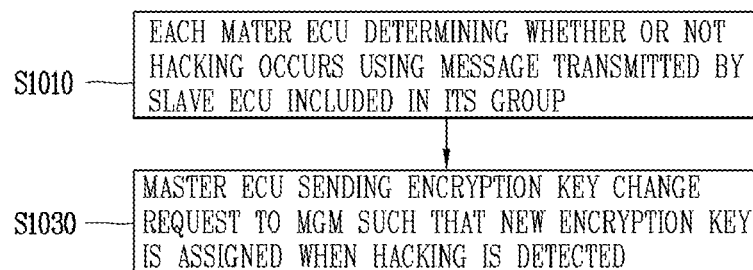 EACH MATER ECU DETERMINING WHETHER OR NOT
HACKING OCCURS USING MESSAGE TRANSMITTED BY
SLAVE ECU INCLUDED IN ITS GROUP
S1010
MASTER ECU SENDING ENCRYPTION KEY CHANGE
REQUEST TO MGM SUCH THAT NEW ENCRYPTION KEY
IS ASSIGNED WHEN HACKING IS DETECTED
S1030